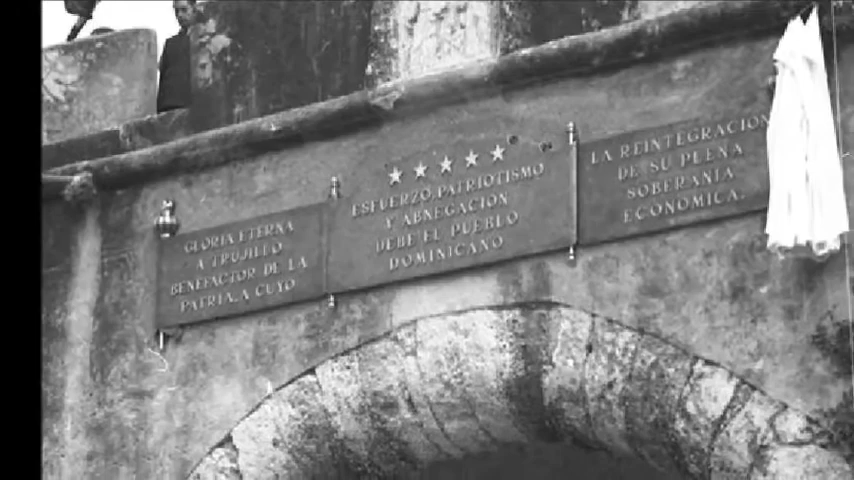 GLORIA ETERNA
A TRUJILLO
BENEFACTOR DE LA
PATRIA, A CUYO
ESFUERZO, PATRIOTISMO
Y ABNEGACION
DEBE EL PUEBLO
DOMINICANO
LA REINTEGRACION
DE SU PLENA
SOBERANIA
ECONOMICA.